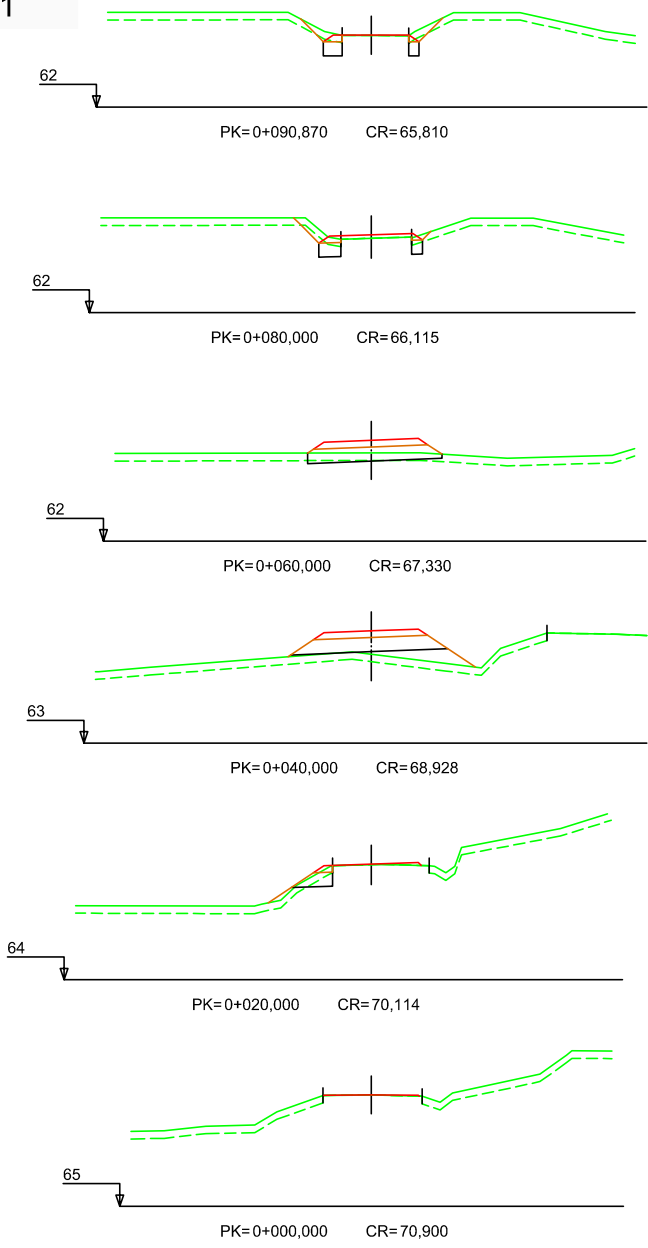 1
62
PK=0+090,870 CR=65,810
62
PK=0+080,000 CR=66,115
62
PK=0+060,000 CR=67,330
63
PK=0+040,000 CR=68,928
64
PK=0+020,000 CR=70,114
65
PK=0+000,000 CR=70,900